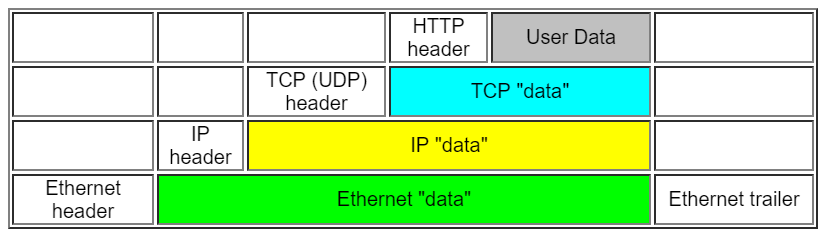 HTTP
header
User Data
TCP (UDP)
header
TCP "data"
IP
header
IP "data"
Ethernet
header
Ethernet "data"
Ethernet trailer